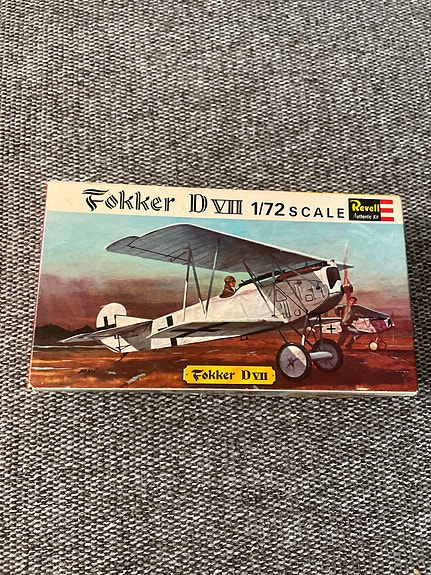 Fokker D VII 1/72 SCALE
Revell
Authentic Kit
Fokker D VII